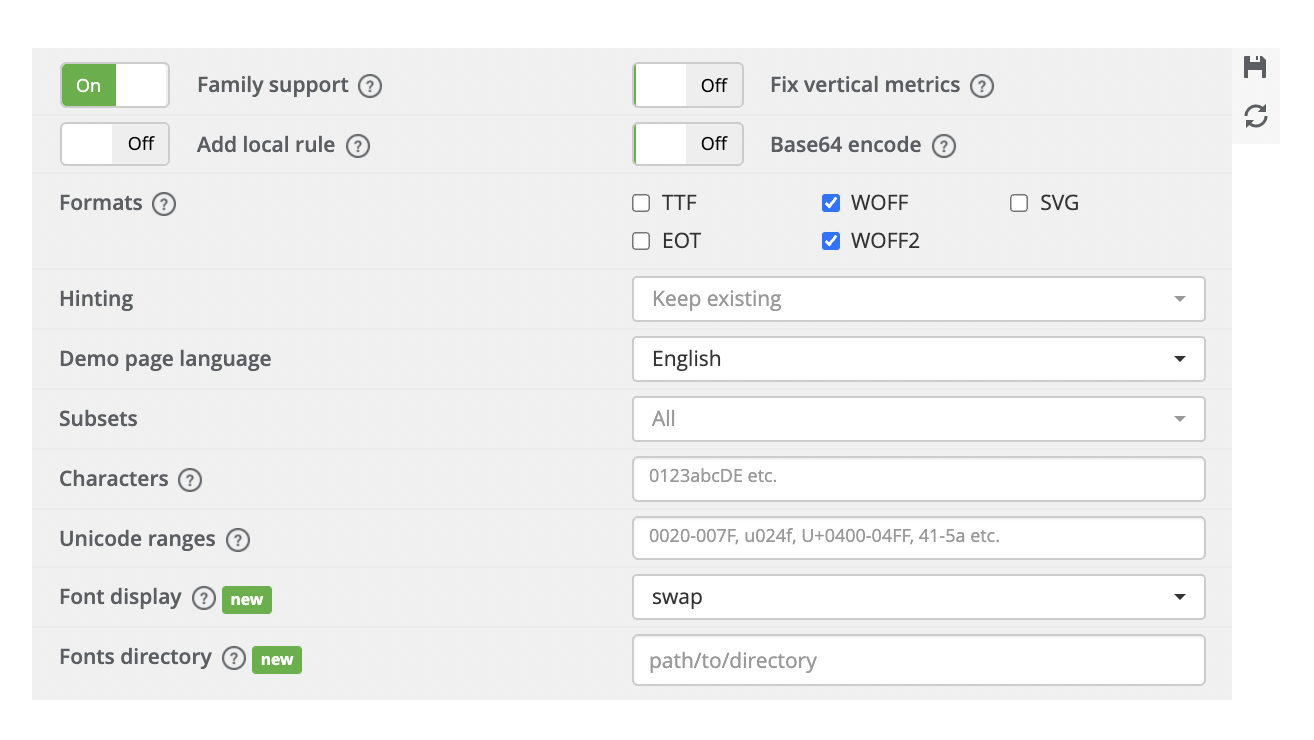 On Family support ? Off Fix vertical metrics ?
Off Add local rule ? Off Base64 encode ?
Formats ? TTF WOFF SVG
EOT WOFF2
Hinting Keep existing
Demo page language English
Subsets All
Characters ? 0123abcDE etc.
Unicode ranges ? 0020-007F, u024f, U+0400-04FF, 41-5a etc.
Font display ? new swap
Fonts directory ? new path/to/directory